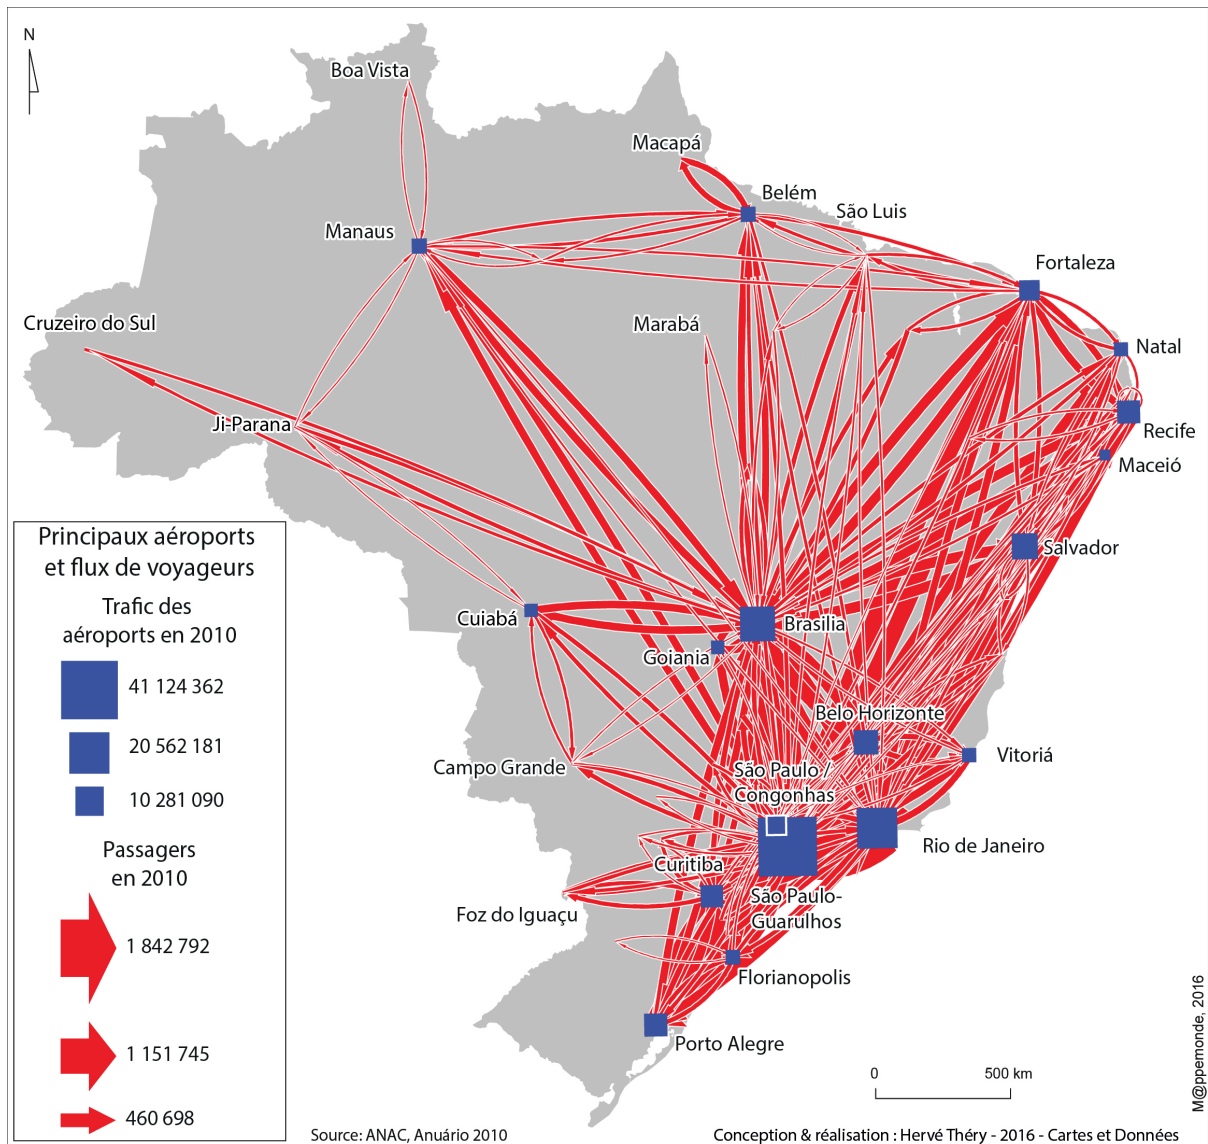 N
Boa Vista
Macapá
Belém
São Luis
Manaus
Fortaleza
Cruzeiro do Sul
Marabá
Natal
Ji-Parana
Recife
Maceió
Salvador
Cuiabá
Brasilia
Goiania
Belo Horizonte
Vitoriá
Campo Grande
São Paulo /
Congonhas
Rio de Janeiro
Curitiba
São Paulo-
Guarulhos
Foz do Iguaçu
Florianopolis
Porto Alegre
Principaux aéroports
et flux de voyageurs
Trafic des
aéroports en 2010
41 124 362
20 562 181
10 281 090
Passagers
en 2010
1 842 792
1 151 745
460 698
0 500 km
M@ppemonde, 2016
Source: ANAC, Anuário 2010
Conception & réalisation : Hervé Théry - 2016 - Cartes et Données